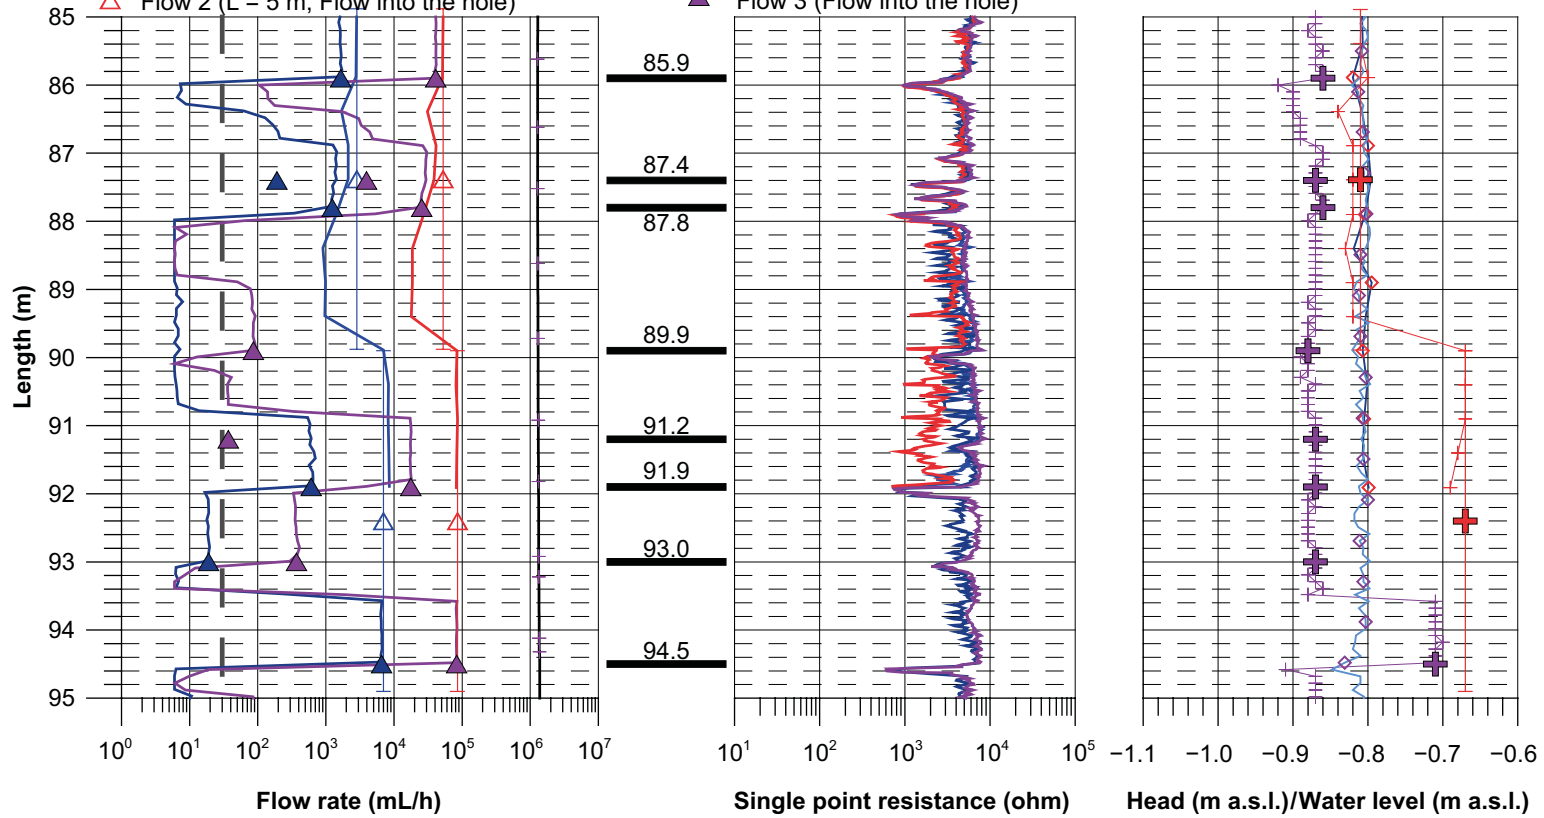 Flow 2 (L = 5 m, Flow into the hole)
Flow 3 (Flow into the hole)
Length (m)
85
86
87
88
89
90
91
92
93
94
95
85.9
87.4
87.8
89.9
91.2
91.9
93.0
94.5
10⁰ 10¹ 10² 10³ 10⁴ 10⁵ 10⁶ 10⁷
10¹ 10² 10³ 10⁴ 10⁵
−1.1 −1.0 −0.9 −0.8 −0.7 −0.6
Flow rate (mL/h)
Single point resistance (ohm)
Head (m a.s.l.)/Water level (m a.s.l.)